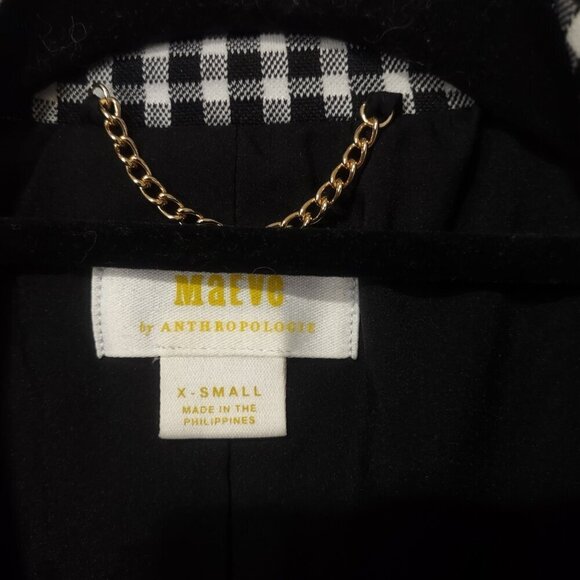 Maeve
by ANTHROPOLOGIE
X-SMALL
MADE IN THE
PHILIPPINES